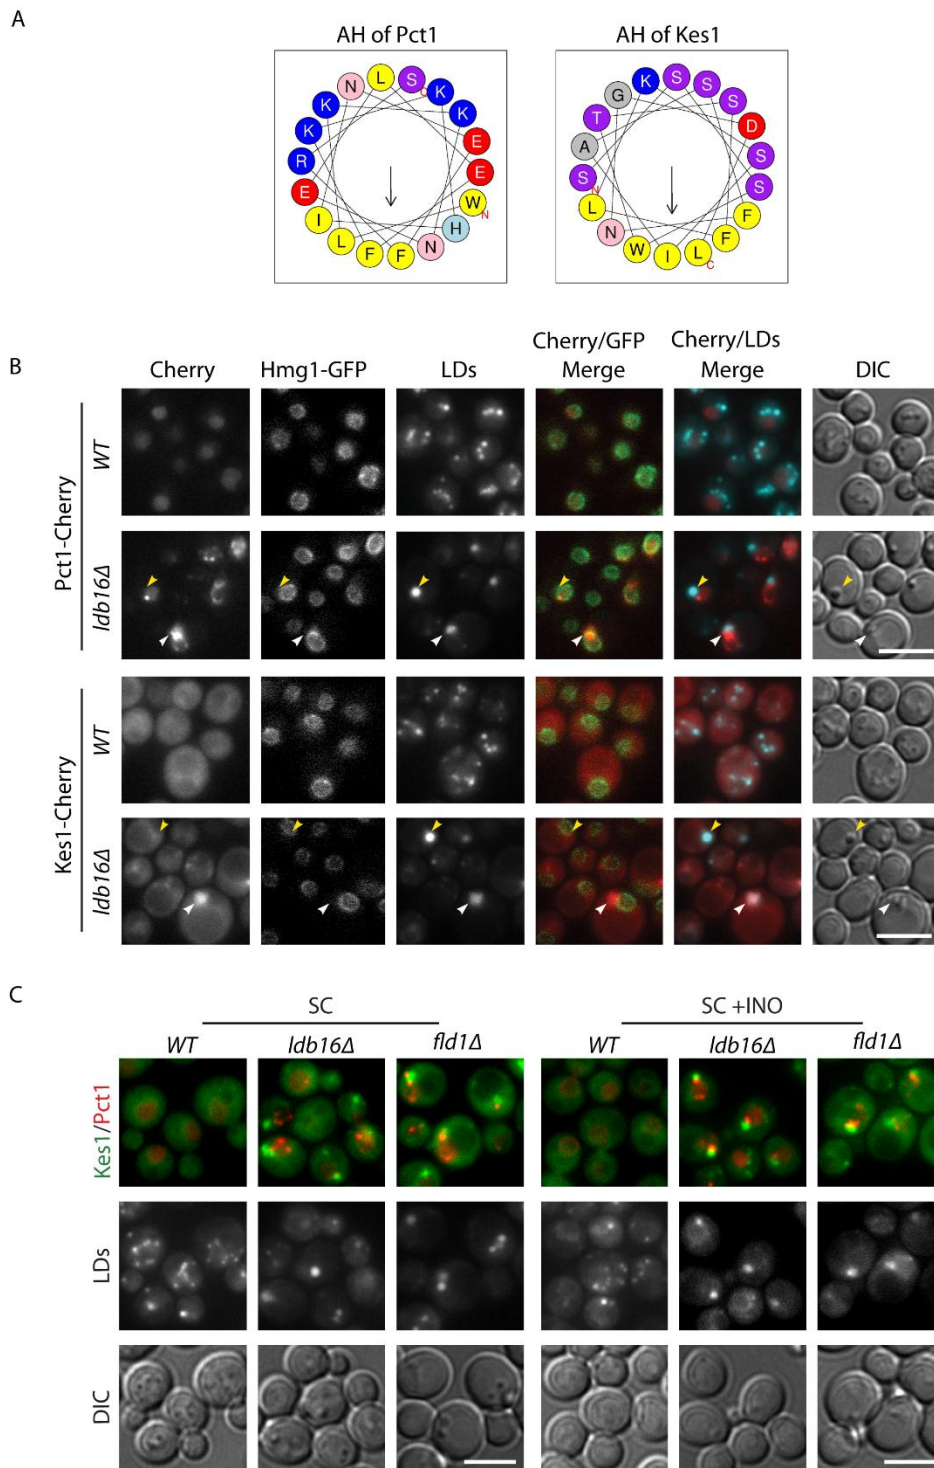 A
AH of Pct1
AH of Kes1
N L S K K E E W H N F F L I E R K K
C
N
K S S S D S S F F L I W N L S A T G
N
C
B
Cherry
Hmg1-GFP
LDs
Cherry/GFP
Merge
Cherry/LDs
Merge
DIC
Pct1-Cherry
WT
ldb16Δ
Kes1-Cherry
WT
ldb16Δ
C
SC
SC +INO
WT
ldb16Δ
fld1Δ
WT
ldb16Δ
fld1Δ
Kes1/Pct1
LDs
DIC